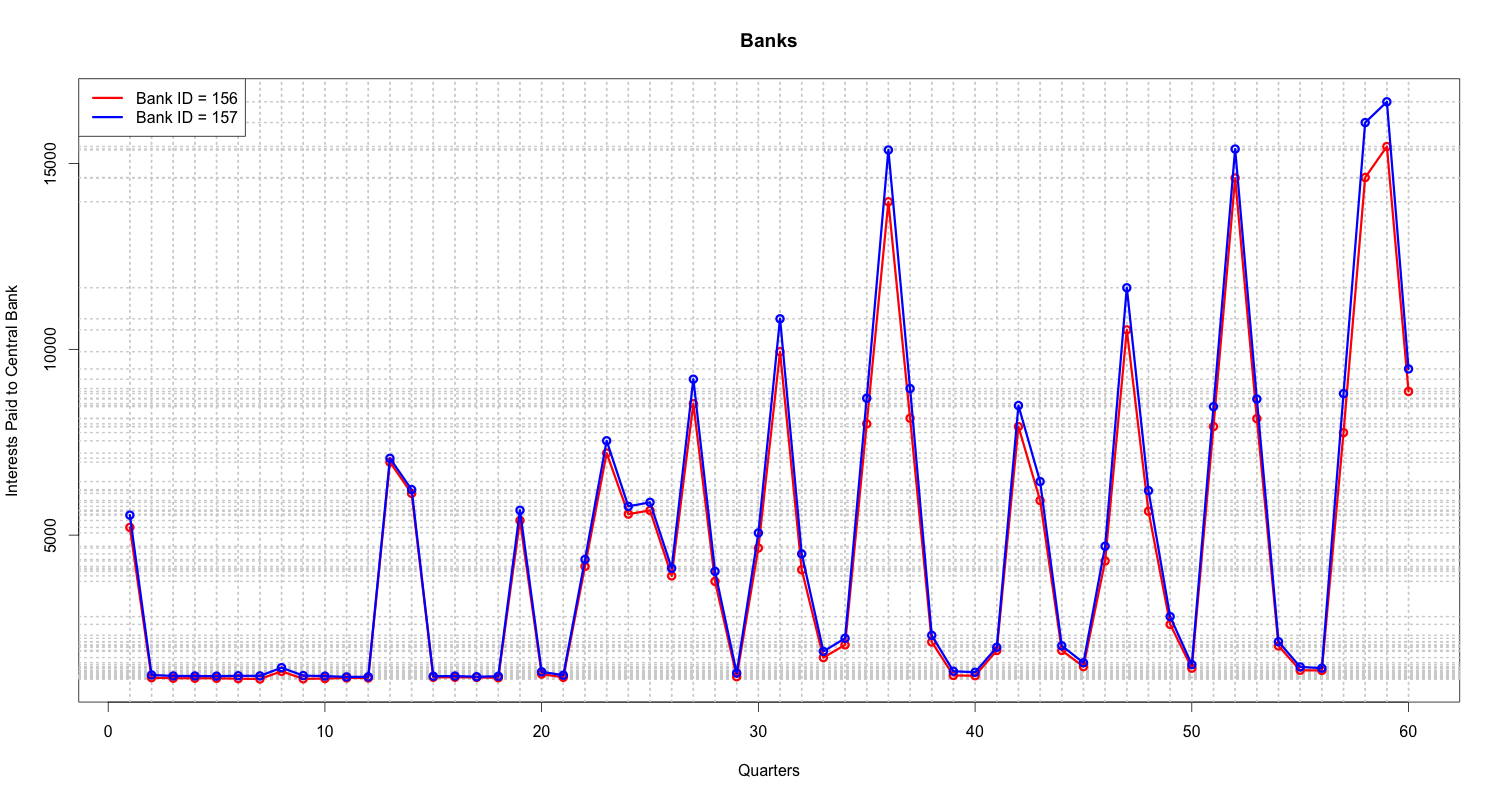 Banks
Bank ID = 156
Bank ID = 157
Interests Paid to Central Bank
15000
10000
5000
0 10 20 30 40 50 60
Quarters